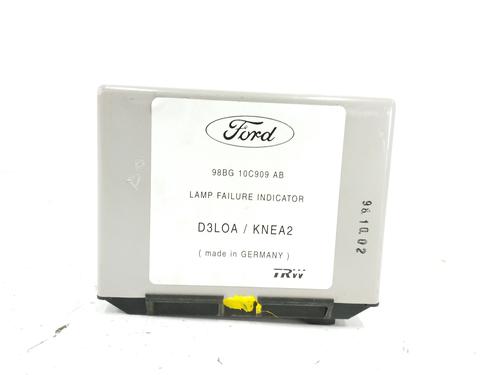 Ford
98BG 10C909 AB
LAMP FAILURE INDICATOR
D3LOA / KNEA2
( made in GERMANY )
TRW
98.10.02